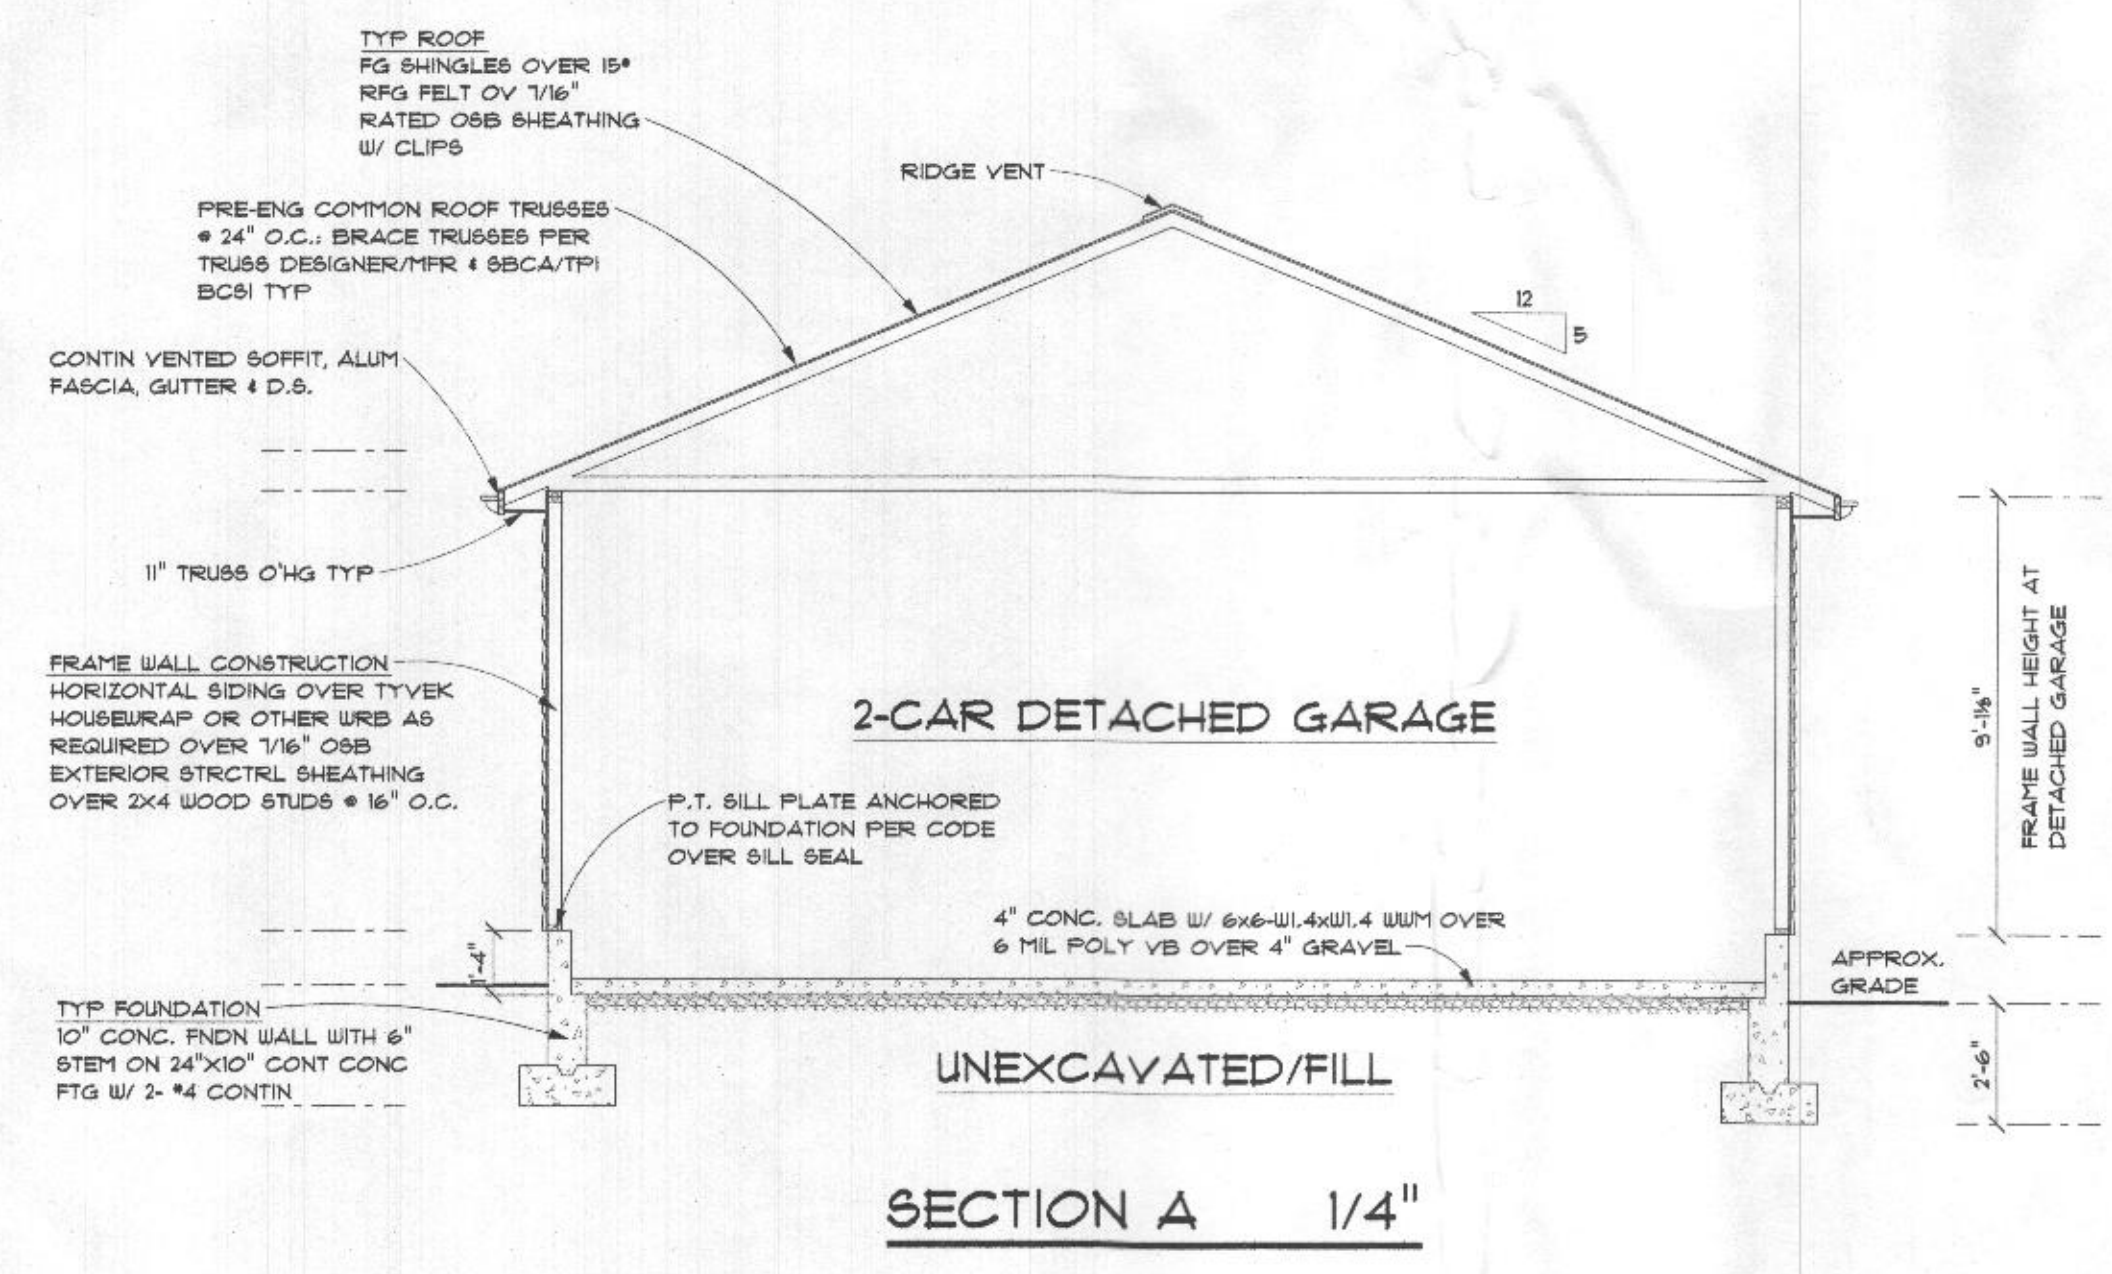 TYP ROOF
FG SHINGLES OVER 15#
RFG FELT OV 7/16"
RATED OSB SHEATHING
W/ CLIPS
RIDGE VENT
PRE-ENG COMMON ROOF TRUSSES
@ 24" O.C.: BRACE TRUSSES PER
TRUSS DESIGNER/MFR & SBCA/TPI
BCSI TYP
12
5
CONTIN VENTED SOFFIT, ALUM
FASCIA, GUTTER & D.S.
11" TRUSS O'HG TYP
FRAME WALL CONSTRUCTION
HORIZONTAL SIDING OVER TYVEK
HOUSEWRAP OR OTHER WRB AS
REQUIRED OVER 7/16" OSB
EXTERIOR STRCTRL SHEATHING
OVER 2X4 WOOD STUDS @ 16" O.C.
2-CAR DETACHED GARAGE
9'-1⅛"
FRAME WALL HEIGHT AT
DETACHED GARAGE
P.T. SILL PLATE ANCHORED
TO FOUNDATION PER CODE
OVER SILL SEAL
4" CONC. SLAB W/ 6x6-W1.4xW1.4 WWM OVER
6 MIL POLY VB OVER 4" GRAVEL
1'-4"
APPROX.
GRADE
TYP FOUNDATION
10" CONC. FNDN WALL WITH 6"
STEM ON 24"X10" CONT CONC
FTG W/ 2- #4 CONTIN
UNEXCAVATED/FILL
2'-6"
SECTION A 1/4"